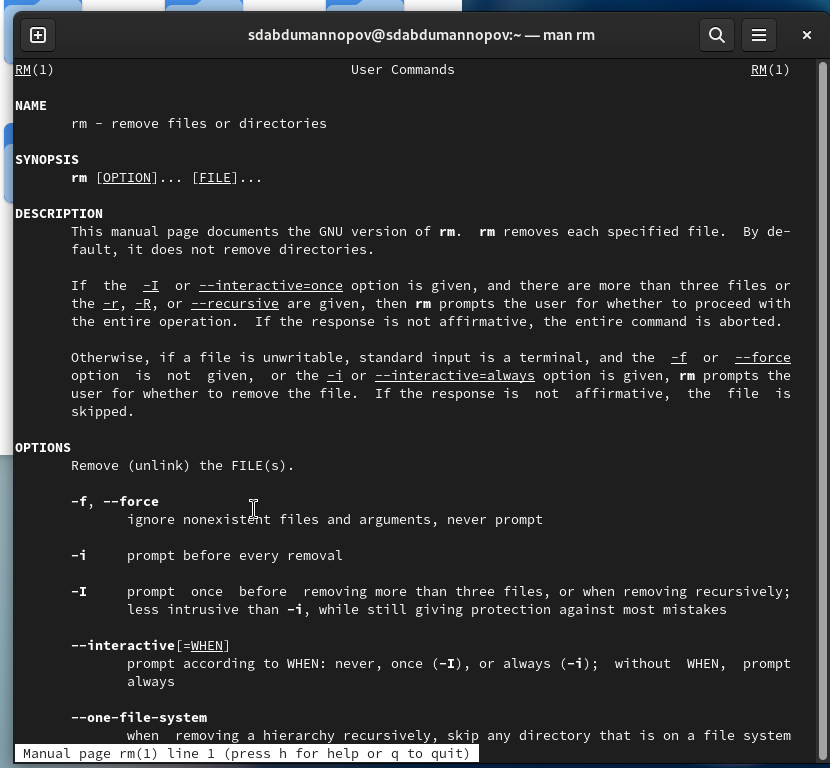 sdabdumannopov@sdabdumannopov:~ — man rm
RM(1) User Commands RM(1)
NAME
rm - remove files or directories
SYNOPSIS
rm [OPTION]... [FILE]...
DESCRIPTION
This manual page documents the GNU version of rm. rm removes each specified file. By de-
fault, it does not remove directories.
If the -I or --interactive=once option is given, and there are more than three files or
the -r, -R, or --recursive are given, then rm prompts the user for whether to proceed with
the entire operation. If the response is not affirmative, the entire command is aborted.
Otherwise, if a file is unwritable, standard input is a terminal, and the -f or --force
option is not given, or the -i or --interactive=always option is given, rm prompts the
user for whether to remove the file. If the response is not affirmative, the file is
skipped.
OPTIONS
Remove (unlink) the FILE(s).
-f, --force
ignore nonexistent files and arguments, never prompt
-i prompt before every removal
-I prompt once before removing more than three files, or when removing recursively;
less intrusive than -i, while still giving protection against most mistakes
--interactive[=WHEN]
prompt according to WHEN: never, once (-I), or always (-i); without WHEN, prompt
always
--one-file-system
when removing a hierarchy recursively, skip any directory that is on a file system
Manual page rm(1) line 1 (press h for help or q to quit)